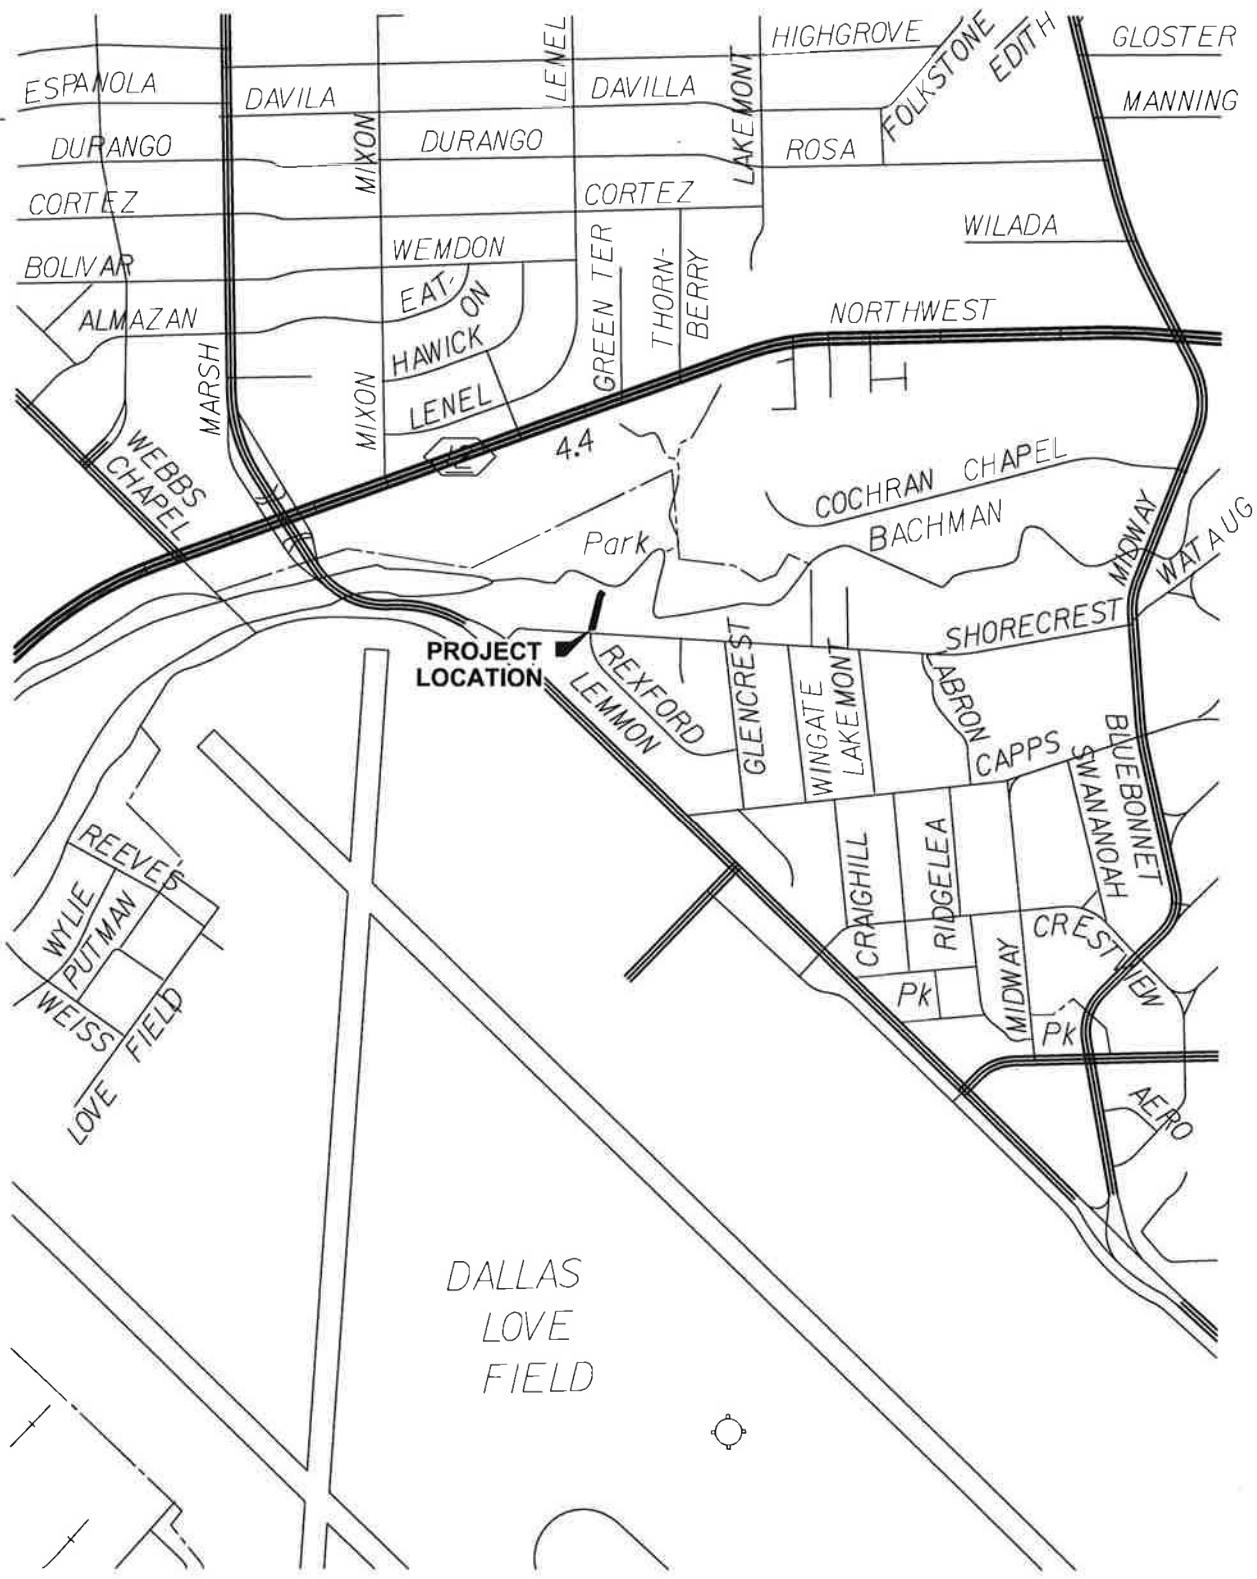 HIGHGROVE
GLOSTER
LENEL
FOLKSTONE
EDITH
ESPANOLA
DAVILA
DAVILLA
LAKEMONT
MANNING
DURANGO
MIXON
DURANGO
ROSA
CORTEZ
CORTEZ
WILADA
BOLIVAR
WEMDON
GREEN TER
THORN-
BERRY
EAT-
ON
ALMAZAN
NORTHWEST
MARSH
HAWICK
MIXON
LENEL
WEBBS
CHAPEL
12
4.4
COCHRAN CHAPEL
BACHMAN
Park
MIDWAY
WATAUG
SHORECREST
PROJECT
LOCATION
REXFORD
LEMMON
GLENCREST
WINGATE
LAKEMONT
ABRON
CAPPS
BLUEBONNET
SWANANOAH
REEVES
WYLIE
PUTMAN
WEISS
LOVE FIELD
CRAIGHILL
RIDGELEA
CREST VIEW
MIDWAY
Pk
Pk
AERO
DALLAS
LOVE
FIELD